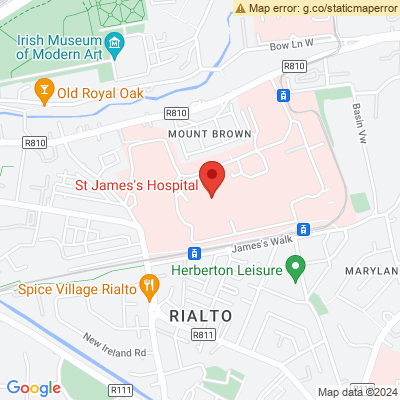 Map error: g.co/staticmaperror
Irish Museum
of Modern Art
Bow Ln W
R810
Old Royal Oak
R810
MOUNT BROWN
Basin Vw
R810
St James's Hospital
James's Walk
Herberton Leisure
MARYLAN
Spice Village Rialto
RIALTO
R811
New Ireland Rd
R111
Google
Map data ©2024